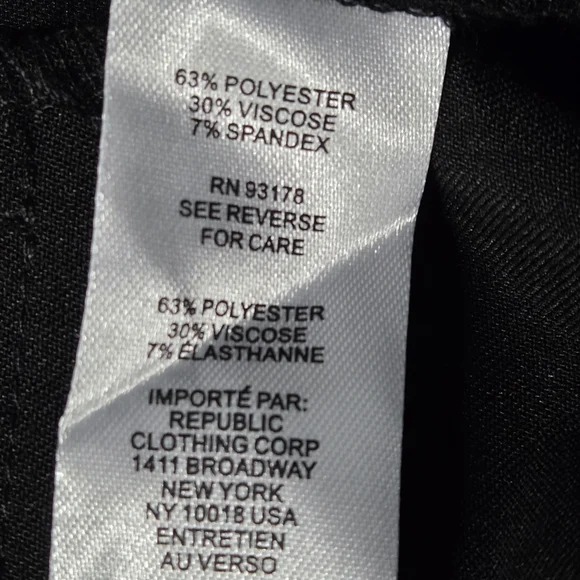 63% POLYESTER
30% VISCOSE
7% SPANDEX
RN 93178
SEE REVERSE
FOR CARE
63% POLYESTER
30% VISCOSE
7% ÉLASTHANNE
IMPORTÉ PAR:
REPUBLIC
CLOTHING CORP
1411 BROADWAY
NEW YORK
NY 10018 USA
ENTRETIEN
AU VERSO